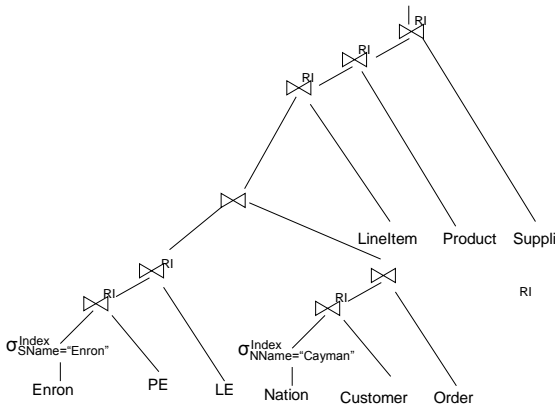 RI
RI
RI
LineItem Product Suppli
RI
RI
RI
RI
σ Index SName="Enron"
σ Index NName="Cayman"
Enron PE LE Nation Customer Order